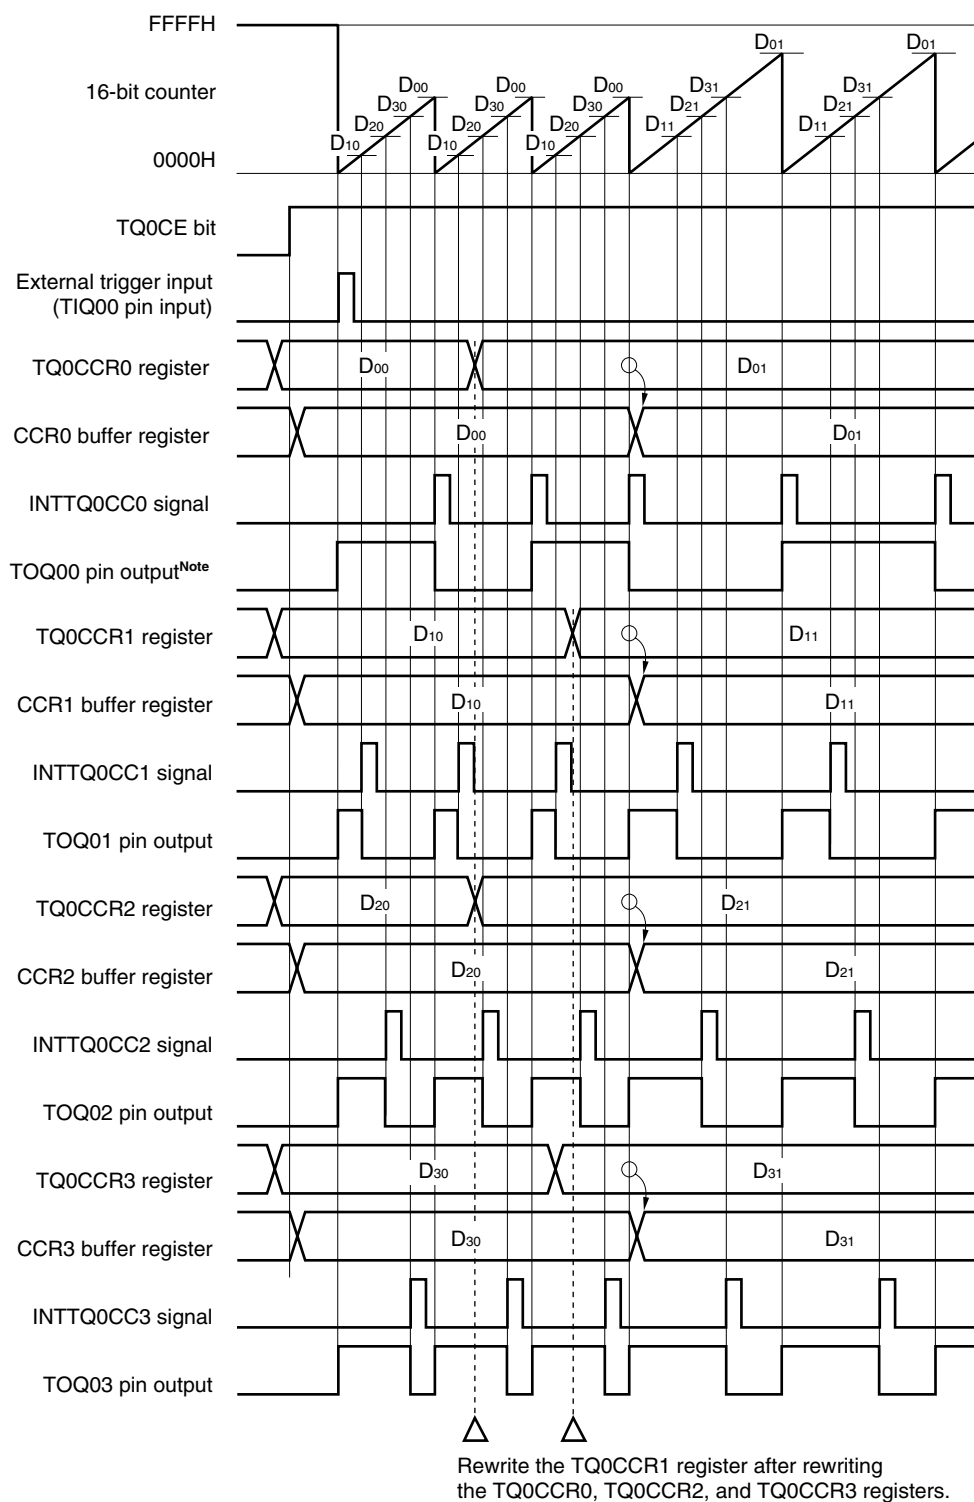 FFFFH
D01 D01
D00 D00 D00 D31 D31
16-bit counter
D30 D30 D30 D21 D21
D20 D20 D20 D11 D11
D10 D10 D10
0000H
TQ0CE bit
External trigger input
(TIQ00 pin input)
TQ0CCR0 register D00 D01
CCR0 buffer register D00 D01
INTTQ0CC0 signal
TOQ00 pin outputNote
TQ0CCR1 register D10 D11
CCR1 buffer register D10 D11
INTTQ0CC1 signal
TOQ01 pin output
TQ0CCR2 register D20 D21
CCR2 buffer register D20 D21
INTTQ0CC2 signal
TOQ02 pin output
TQ0CCR3 register D30 D31
CCR3 buffer register D30 D31
INTTQ0CC3 signal
TOQ03 pin output
Rewrite the TQ0CCR1 register after rewriting
the TQ0CCR0, TQ0CCR2, and TQ0CCR3 registers.